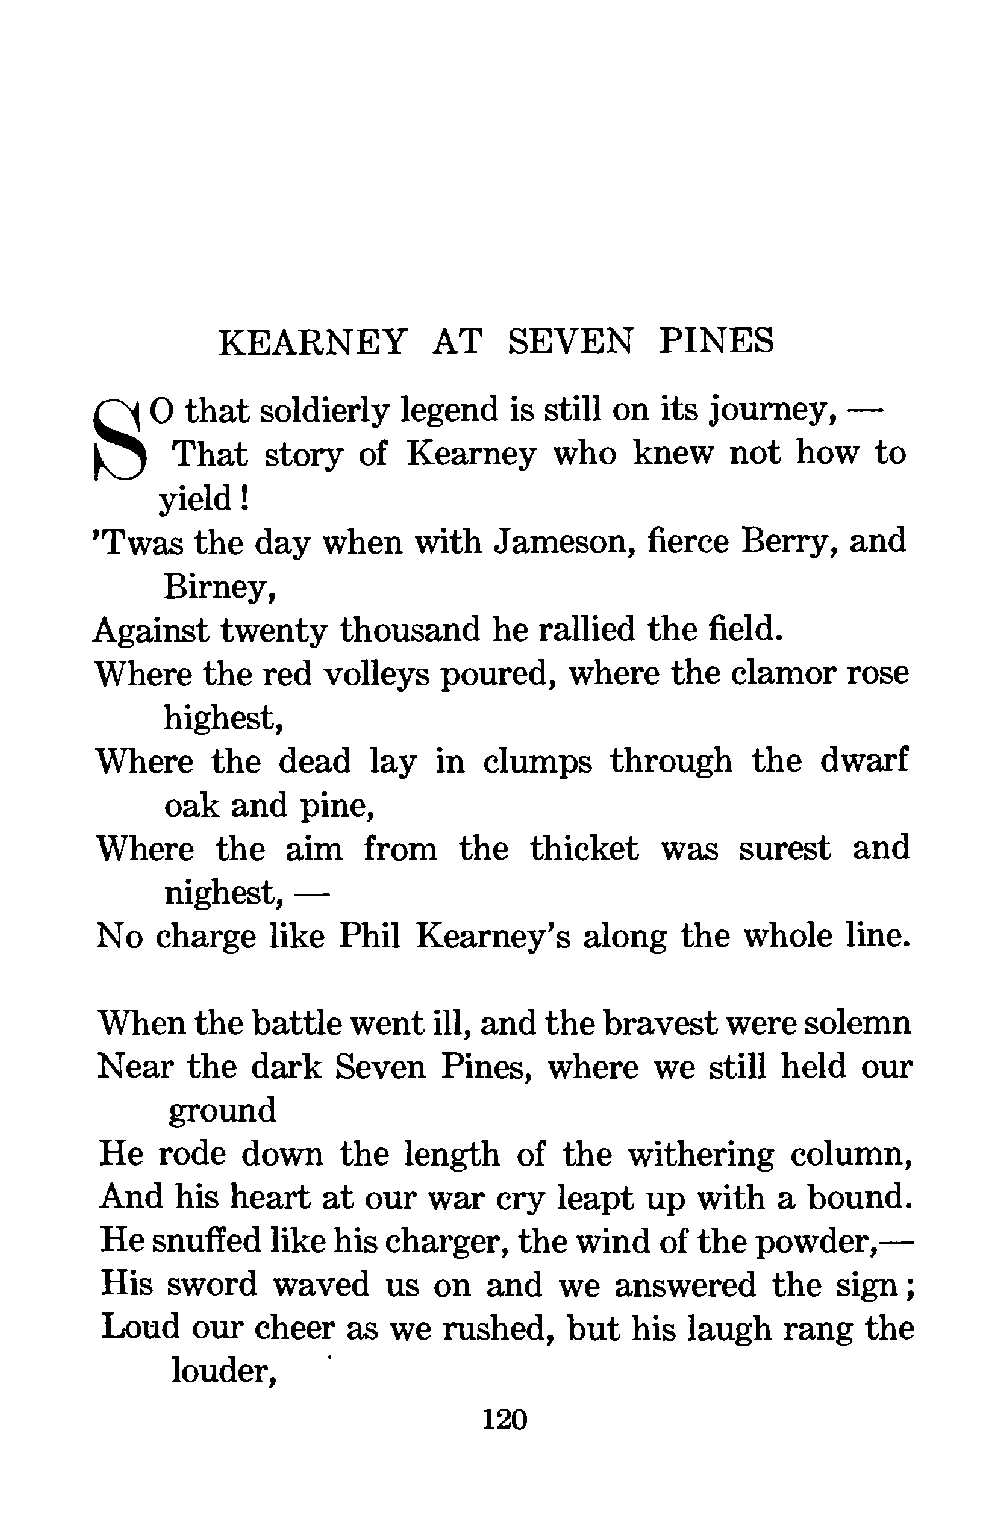 KEARNEY AT SEVEN PINES
SO that soldierly legend is still on its journey, —
That story of Kearney who knew not how to
yield!
'Twas the day when with Jameson, fierce Berry, and
Birney,
Against twenty thousand he rallied the field.
Where the red volleys poured, where the clamor rose
highest,
Where the dead lay in clumps through the dwarf
oak and pine,
Where the aim from the thicket was surest and
nighest, —
No charge like Phil Kearney's along the whole line.

When the battle went ill, and the bravest were solemn
Near the dark Seven Pines, where we still held our
ground
He rode down the length of the withering column,
And his heart at our war cry leapt up with a bound.
He snuffed like his charger, the wind of the powder,—
His sword waved us on and we answered the sign;
Loud our cheer as we rushed, but his laugh rang the
louder,
120